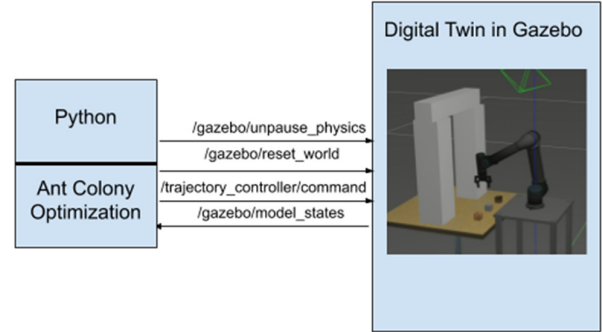 Digital Twin in Gazebo
Python
Ant Colony
Optimization
/gazebo/unpause_physics
/gazebo/reset_world
/trajectory_controller/command
/gazebo/model_states